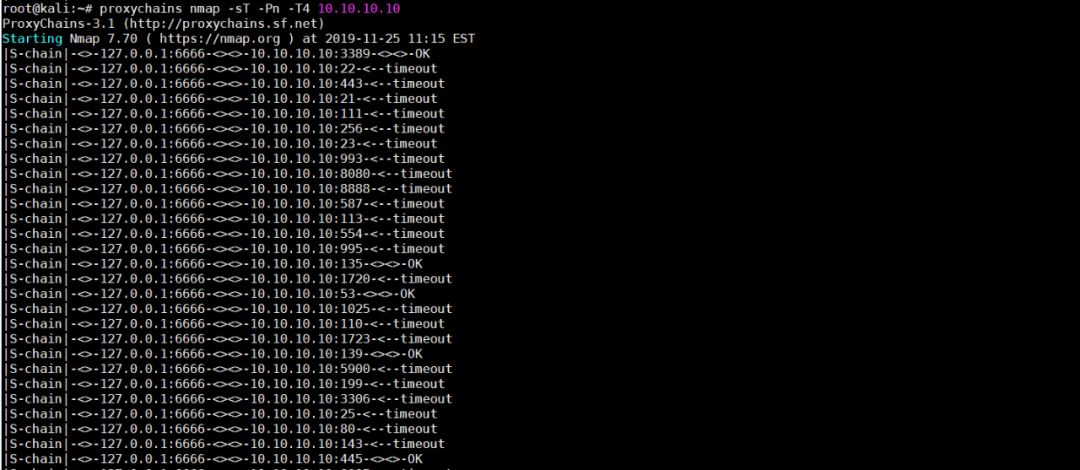 root@kali:~# proxychains nmap -sT -Pn -T4 10.10.10.10
ProxyChains-3.1 (http://proxychains.sf.net)
Starting Nmap 7.70 ( https://nmap.org ) at 2019-11-25 11:15 EST
|S-chain|-<>-127.0.0.1:6666-<><>-10.10.10.10:3389-<><>-OK
|S-chain|-<>-127.0.0.1:6666-<><>-10.10.10.10:22-<--timeout
|S-chain|-<>-127.0.0.1:6666-<><>-10.10.10.10:443-<--timeout
|S-chain|-<>-127.0.0.1:6666-<><>-10.10.10.10:21-<--timeout
|S-chain|-<>-127.0.0.1:6666-<><>-10.10.10.10:111-<--timeout
|S-chain|-<>-127.0.0.1:6666-<><>-10.10.10.10:256-<--timeout
|S-chain|-<>-127.0.0.1:6666-<><>-10.10.10.10:23-<--timeout
|S-chain|-<>-127.0.0.1:6666-<><>-10.10.10.10:993-<--timeout
|S-chain|-<>-127.0.0.1:6666-<><>-10.10.10.10:8080-<--timeout
|S-chain|-<>-127.0.0.1:6666-<><>-10.10.10.10:8888-<--timeout
|S-chain|-<>-127.0.0.1:6666-<><>-10.10.10.10:587-<--timeout
|S-chain|-<>-127.0.0.1:6666-<><>-10.10.10.10:113-<--timeout
|S-chain|-<>-127.0.0.1:6666-<><>-10.10.10.10:554-<--timeout
|S-chain|-<>-127.0.0.1:6666-<><>-10.10.10.10:995-<--timeout
|S-chain|-<>-127.0.0.1:6666-<><>-10.10.10.10:135-<><>-OK
|S-chain|-<>-127.0.0.1:6666-<><>-10.10.10.10:1720-<--timeout
|S-chain|-<>-127.0.0.1:6666-<><>-10.10.10.10:53-<><>-OK
|S-chain|-<>-127.0.0.1:6666-<><>-10.10.10.10:1025-<--timeout
|S-chain|-<>-127.0.0.1:6666-<><>-10.10.10.10:110-<--timeout
|S-chain|-<>-127.0.0.1:6666-<><>-10.10.10.10:1723-<--timeout
|S-chain|-<>-127.0.0.1:6666-<><>-10.10.10.10:139-<><>-OK
|S-chain|-<>-127.0.0.1:6666-<><>-10.10.10.10:5900-<--timeout
|S-chain|-<>-127.0.0.1:6666-<><>-10.10.10.10:199-<--timeout
|S-chain|-<>-127.0.0.1:6666-<><>-10.10.10.10:3306-<--timeout
|S-chain|-<>-127.0.0.1:6666-<><>-10.10.10.10:25-<--timeout
|S-chain|-<>-127.0.0.1:6666-<><>-10.10.10.10:80-<--timeout
|S-chain|-<>-127.0.0.1:6666-<><>-10.10.10.10:143-<--timeout
|S-chain|-<>-127.0.0.1:6666-<><>-10.10.10.10:445-<><>-OK